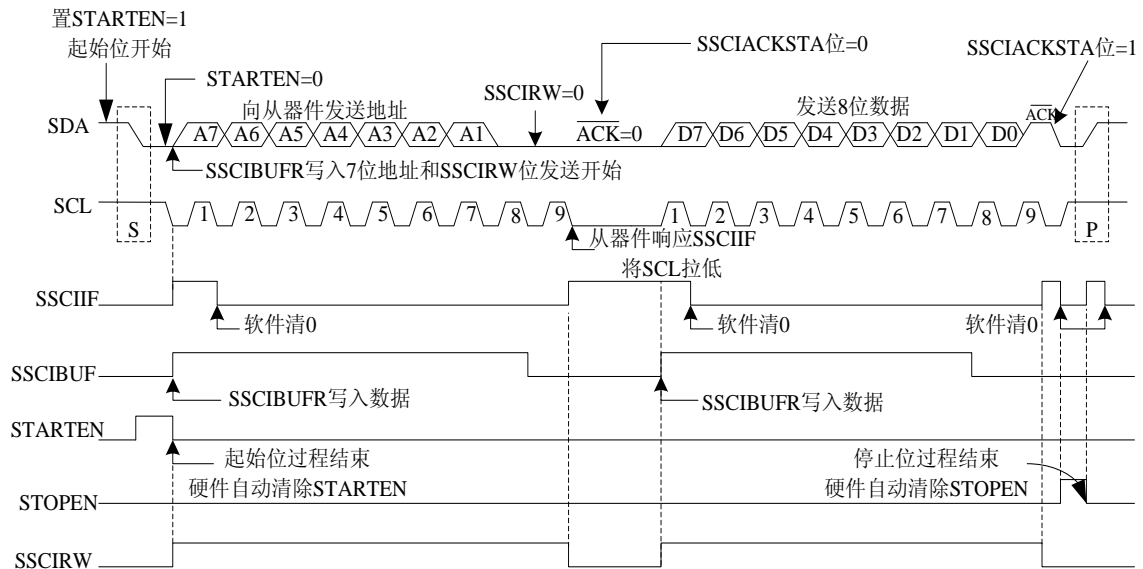 置STARTEN=1
起始位开始
STARTEN=0
SSCIRW=0
SSCIACKSTA位=0
SSCIACKSTA位=1
向从器件发送地址
发送8位数据
SDA
A7 A6 A5 A4 A3 A2 A1
ACK=0
D7 D6 D5 D4 D3 D2 D1 D0
ACK
SSCIBUFR写入7位地址和SSCIRW位发送开始
SCL
1 2 3 4 5 6 7 8 9
1 2 3 4 5 6 7 8 9
S
P
从器件响应SSCIIF
将SCL拉低
SSCIIF
软件清0
软件清0
软件清0
SSCIBUF
SSCIBUFR写入数据
SSCIBUFR写入数据
STARTEN
起始位过程结束
硬件自动清除STARTEN
停止位过程结束
硬件自动清除STOPEN
STOPEN
SSCIRW